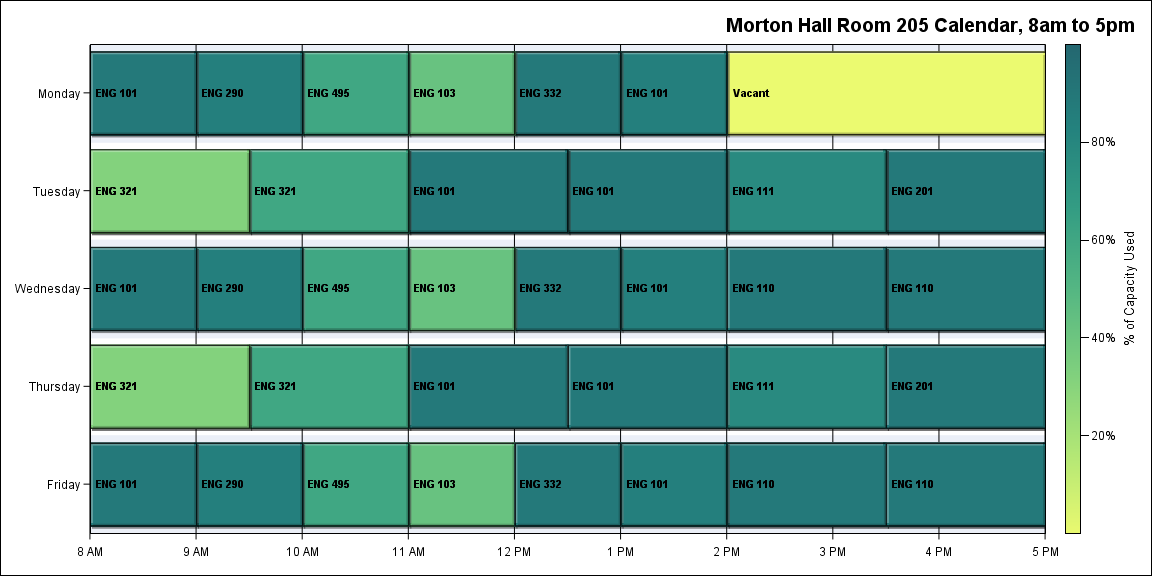 Morton Hall Room 205 Calendar, 8am to 5pm
Monday
ENG 101
ENG 290
ENG 495
ENG 103
ENG 332
ENG 101
Vacant
Tuesday
ENG 321
ENG 321
ENG 101
ENG 101
ENG 111
ENG 201
Wednesday
ENG 101
ENG 290
ENG 495
ENG 103
ENG 332
ENG 101
ENG 110
ENG 110
Thursday
ENG 321
ENG 321
ENG 101
ENG 101
ENG 111
ENG 201
Friday
ENG 101
ENG 290
ENG 495
ENG 103
ENG 332
ENG 101
ENG 110
ENG 110
8 AM
9 AM
10 AM
11 AM
12 PM
1 PM
2 PM
3 PM
4 PM
5 PM
80%
60%
40%
20%
% of Capacity Used